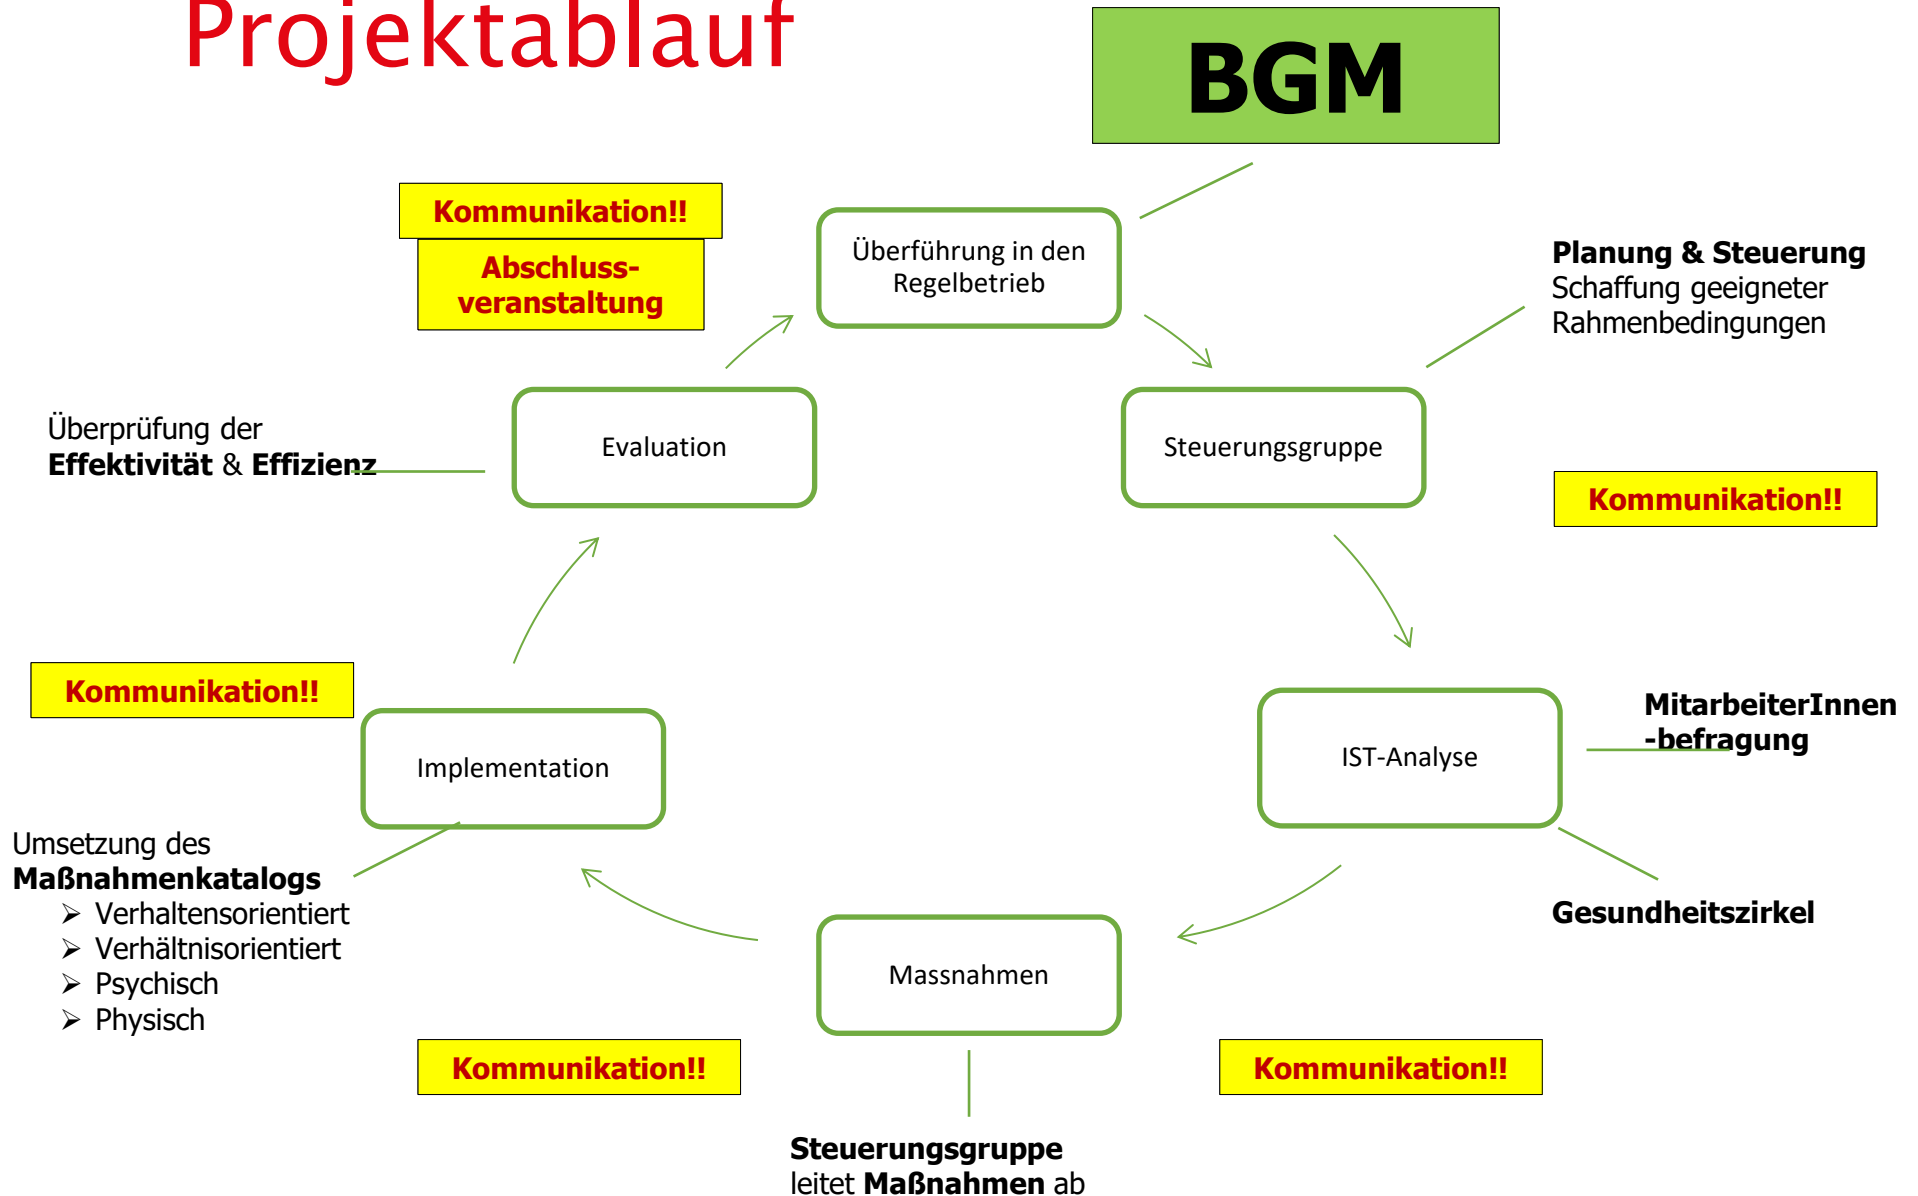 Projektablauf
BGM
Kommunikation!!
Abschluss-
veranstaltung
Überführung in den
Regelbetrieb
Planung & Steuerung
Schaffung geeigneter
Rahmenbedingungen
Überprüfung der
Effektivität & Effizienz
Evaluation
Steuerungsgruppe
Kommunikation!!
Kommunikation!!
Implementation
IST-Analyse
MitarbeiterInnen
-befragung
Umsetzung des
Maßnahmenkatalogs
➢ Verhaltensorientiert
➢ Verhältnisorientiert
➢ Psychisch
➢ Physisch
Massnahmen
Gesundheitszirkel
Kommunikation!!
Kommunikation!!
Steuerungsgruppe
leitet Maßnahmen ab